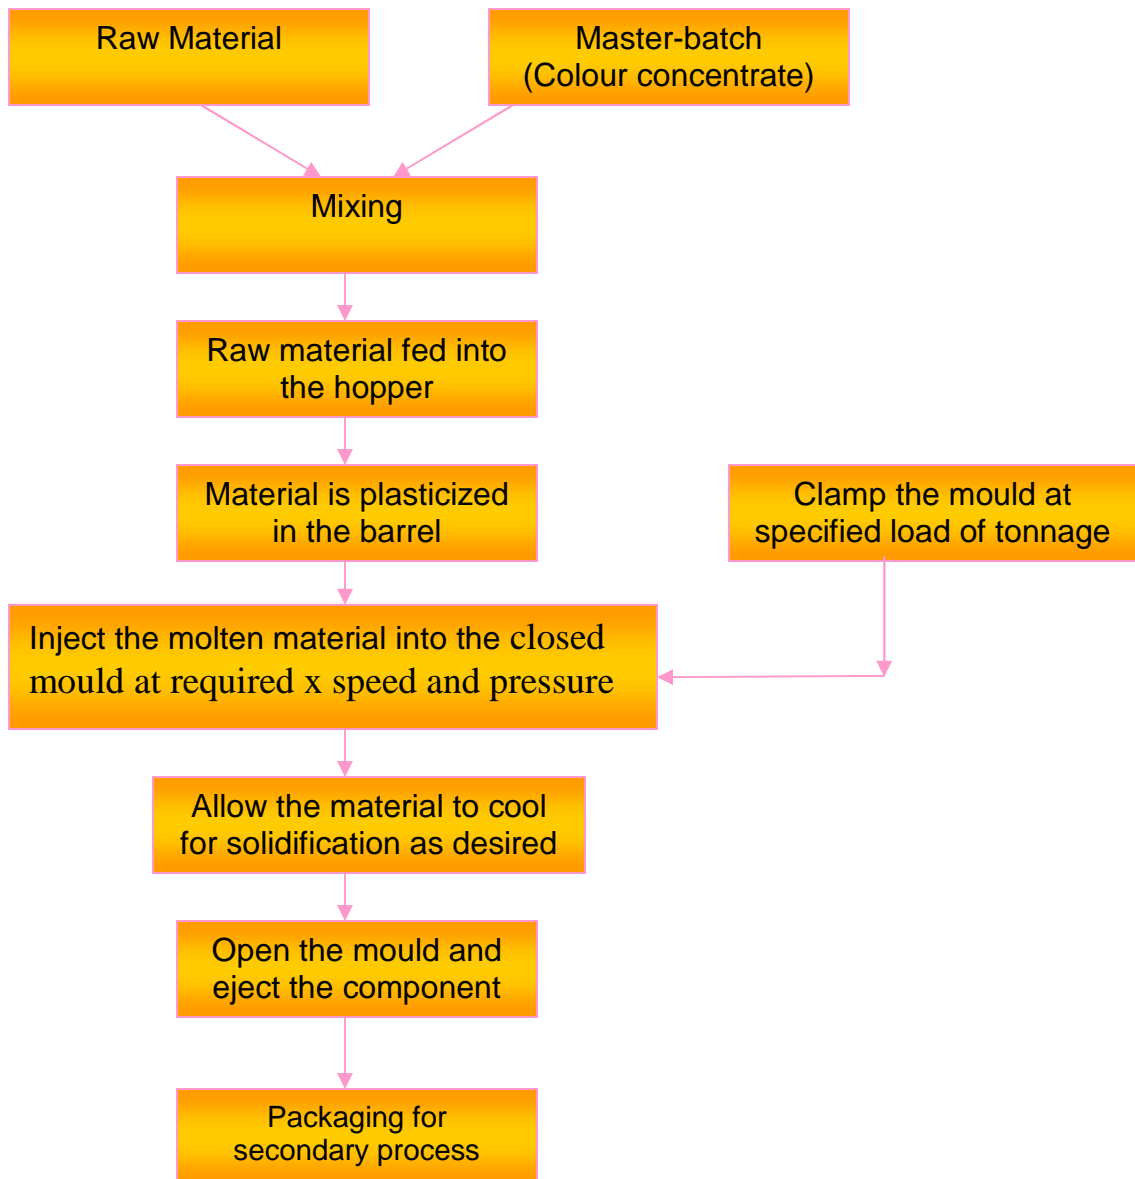 Raw Material
Master-batch
(Colour concentrate)
Mixing
Raw material fed into
the hopper
Material is plasticized
in the barrel
Clamp the mould at
specified load of tonnage
Inject the molten material into the closed
mould at required x speed and pressure
Allow the material to cool
for solidification as desired
Open the mould and
eject the component
Packaging for
secondary process